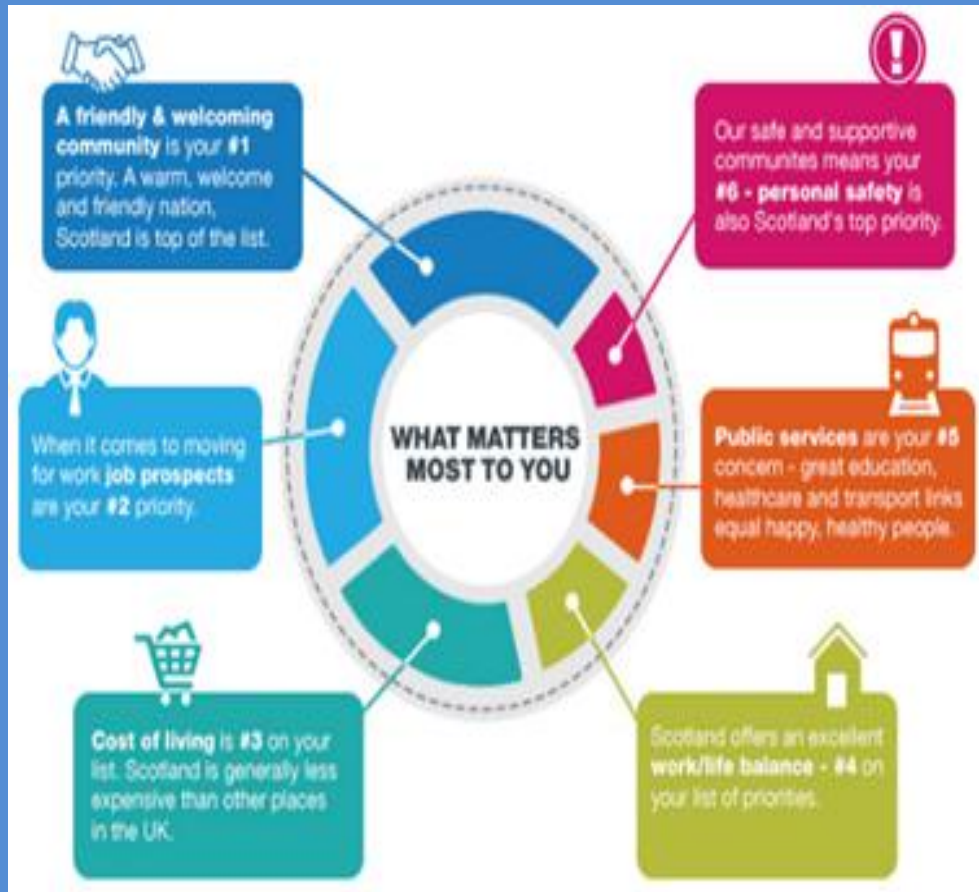 A friendly & welcoming
community is your #1
priority. A warm, welcome
and friendly nation,
Scotland is top of the list.
Our safe and supportive
communites means your
#6 - personal safety is
also Scotland's top priority.
When it comes to moving
for work job prospects
are your #2 priority.
WHAT MATTERS
MOST TO YOU
Public services are your #5
concern - great education,
healthcare and transport links
equal happy, healthy people.
Cost of living is #3 on your
list. Scotland is generally less
expensive than other places
in the UK.
Scotland offers an excellent
work/life balance - #4 on
your list of priorities.